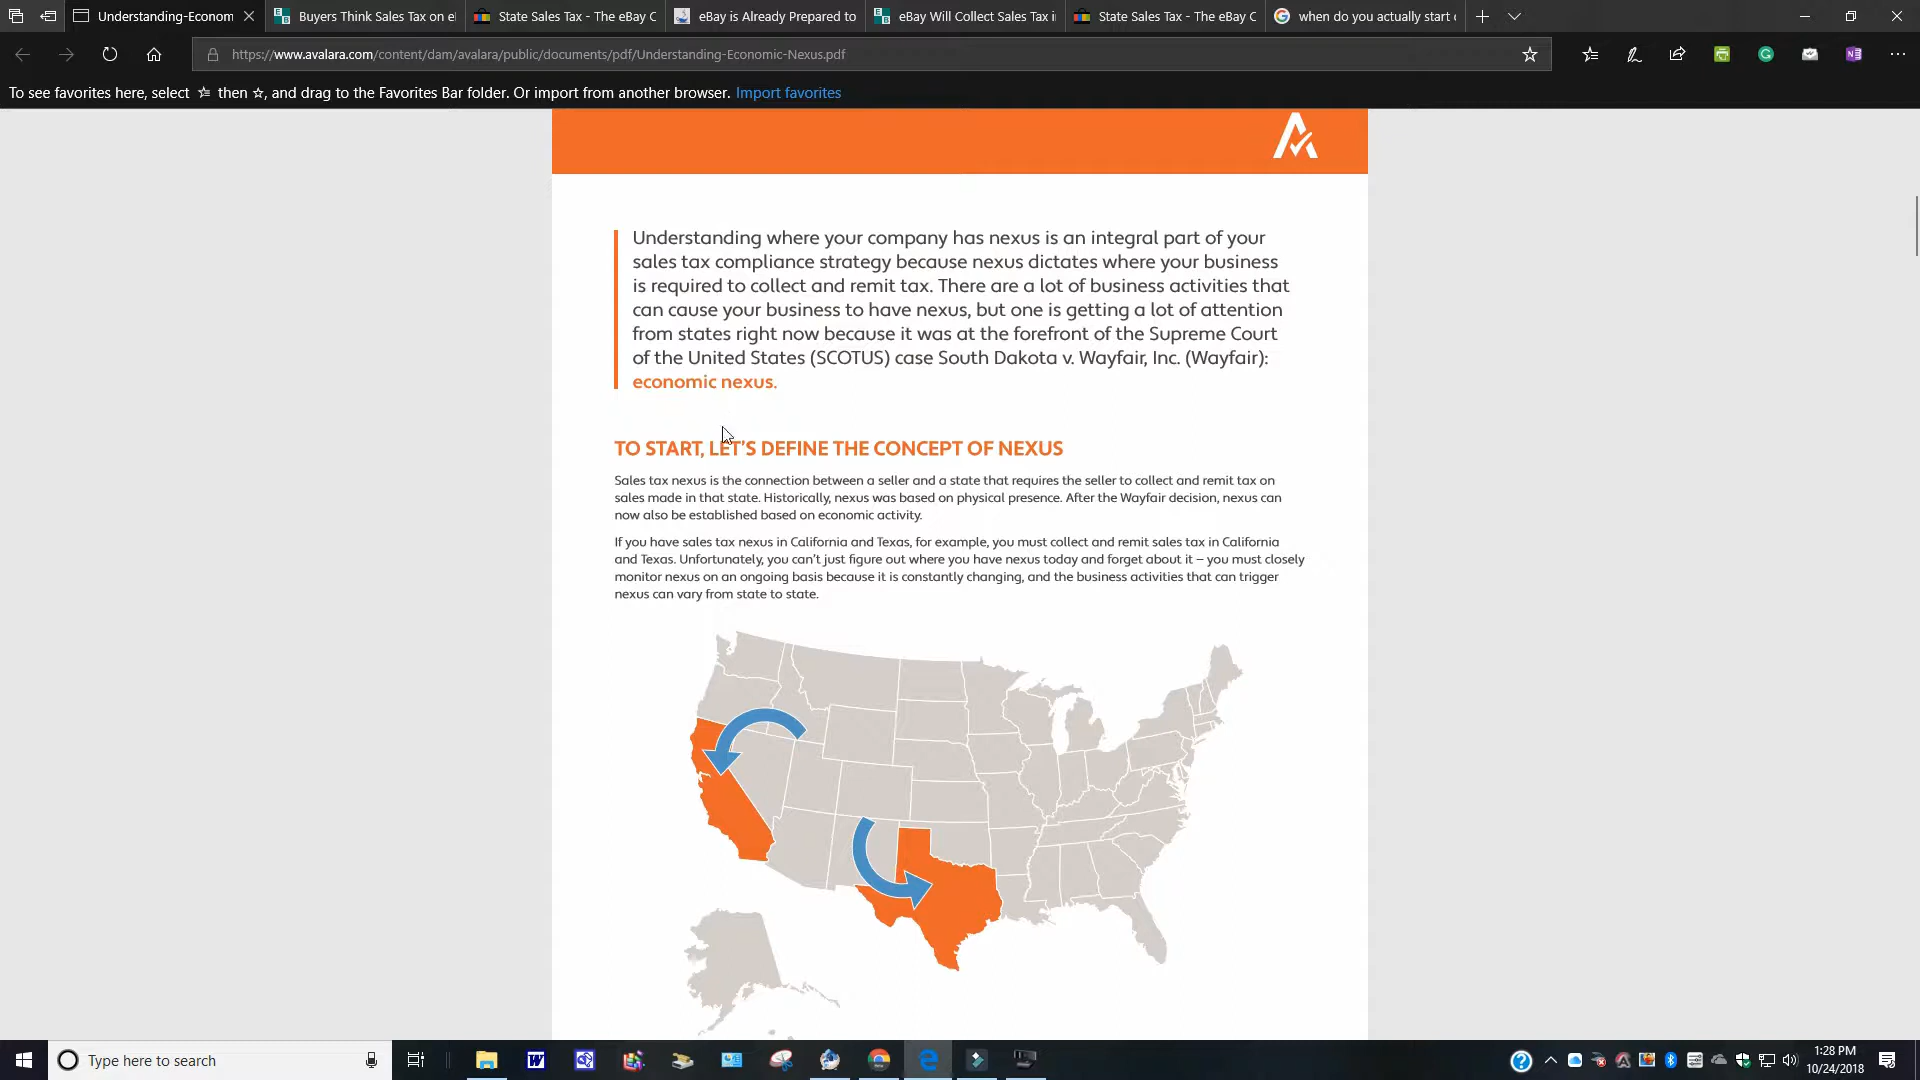 Understanding-Econom
Buyers Think Sales Tax on e
State Sales Tax - The eBay C
eBay is Already Prepared to
eBay Will Collect Sales Tax i
State Sales Tax - The eBay C
when do you actually start c
https://www.avalara.com/content/dam/avalara/public/documents/pdf/Understanding-Economic-Nexus.pdf
To see favorites here, select then , and drag to the Favorites Bar folder. Or import from another browser. Import favorites
Understanding where your company has nexus is an integral part of your
sales tax compliance strategy because nexus dictates where your business
is required to collect and remit tax. There are a lot of business activities that
can cause your business to have nexus, but one is getting a lot of attention
from states right now because it was at the forefront of the Supreme Court
of the United States (SCOTUS) case South Dakota v. Wayfair, Inc. (Wayfair):
economic nexus.
TO START, LET'S DEFINE THE CONCEPT OF NEXUS
Sales tax nexus is the connection between a seller and a state that requires the seller to collect and remit tax on
sales made in that state. Historically, nexus was based on physical presence. After the Wayfair decision, nexus can
now also be established based on economic activity.
If you have sales tax nexus in California and Texas, for example, you must collect and remit sales tax in California
and Texas. Unfortunately, you can't just figure out where you have nexus today and forget about it – you must closely
monitor nexus on an ongoing basis because it is constantly changing, and the business activities that can trigger
nexus can vary from state to state.
Type here to search
1:28 PM
10/24/2018